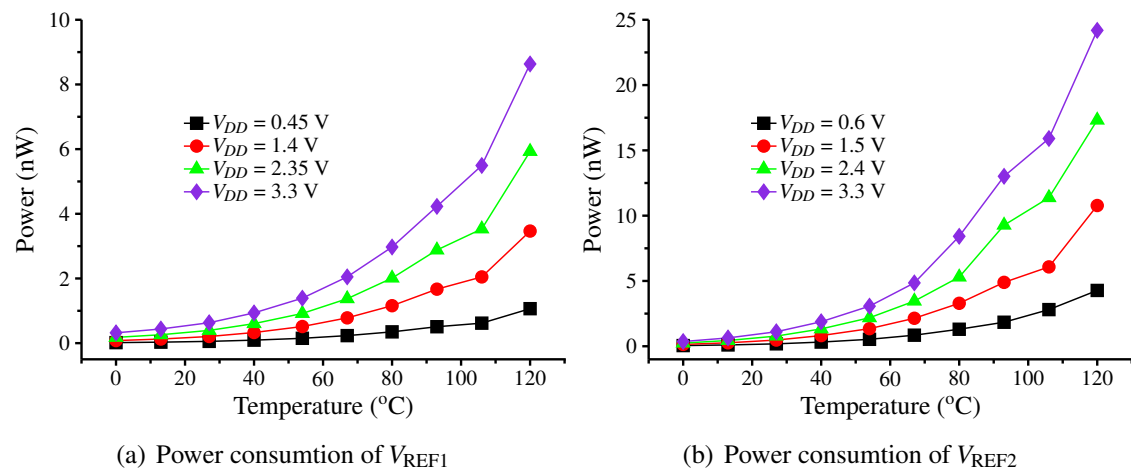 10
8
6
4
2
0
Power (nW)
V_DD = 0.45 V
V_DD = 1.4 V
V_DD = 2.35 V
V_DD = 3.3 V
0 20 40 60 80 100 120
Temperature (°C)
(a) Power consumtion of V_REF1
25
20
15
10
5
0
Power (nW)
V_DD = 0.6 V
V_DD = 1.5 V
V_DD = 2.4 V
V_DD = 3.3 V
0 20 40 60 80 100 120
Temperature (°C)
(b) Power consumtion of V_REF2